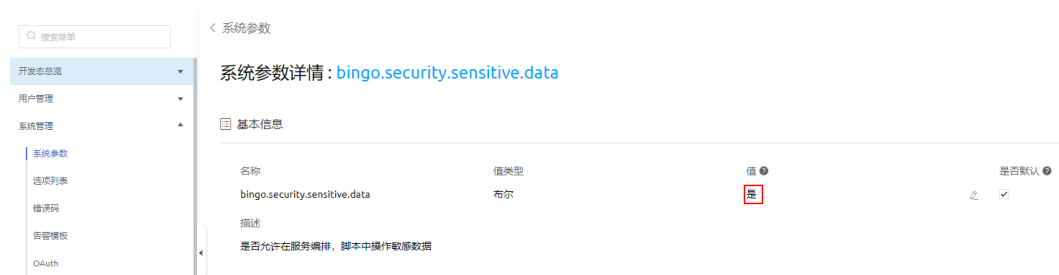 搜索菜单
开发态总览
用户管理
系统管理
系统参数
选项列表
错误码
告警模板
OAuth
< 系统参数
系统参数详情 : bingo.security.sensitive.data
基本信息
名称 值类型 值 是否默认
bingo.security.sensitive.data 布尔 是
描述
是否允许在服务编排，脚本中操作敏感数据